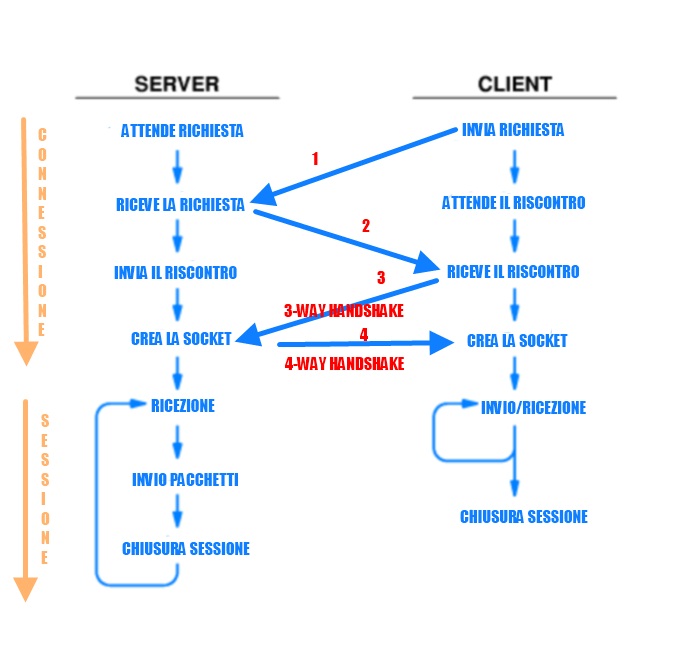 SERVER
CLIENT
CONNESSIONE
ATTENDE RICHIESTA
INVIA RICHIESTA
1
RICEVE LA RICHIESTA
ATTENDE IL RISCONTRO
2
INVIA IL RISCONTRO
RICEVE IL RISCONTRO
3
3-WAY HANDSHAKE
CREA LA SOCKET
4
CREA LA SOCKET
4-WAY HANDSHAKE
SESSIONE
RICEZIONE
INVIO/RICEZIONE
INVIO PACCHETTI
CHIUSURA SESSIONE
CHIUSURA SESSIONE